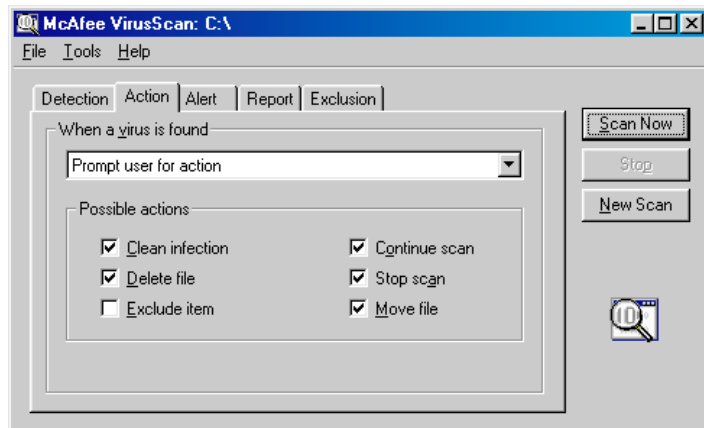 McAfee VirusScan: C:\
File Tools Help
Detection Action Alert Report Exclusion
When a virus is found
Prompt user for action
Possible actions
Clean infection
Continue scan
Delete file
Stop scan
Exclude item
Move file
Scan Now
Stop
New Scan